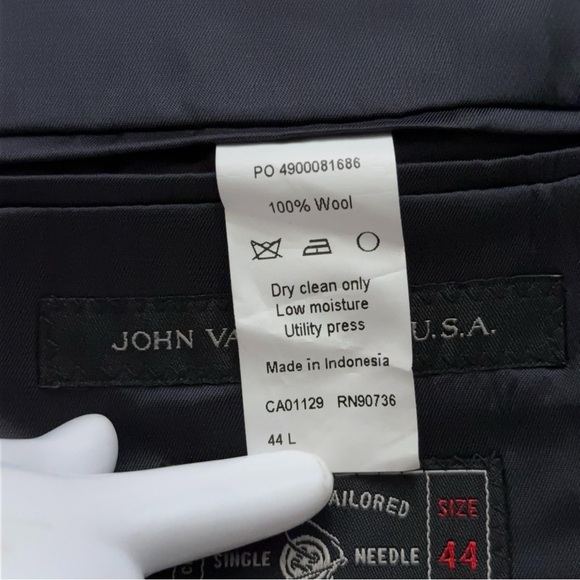 PO 4900081686
100% Wool
Dry clean only
Low moisture
Utility press
JOHN VA U.S.A.
Made in Indonesia
CA01129 RN90736
44 L
AILORED SIZE
SINGLE NEEDLE 44